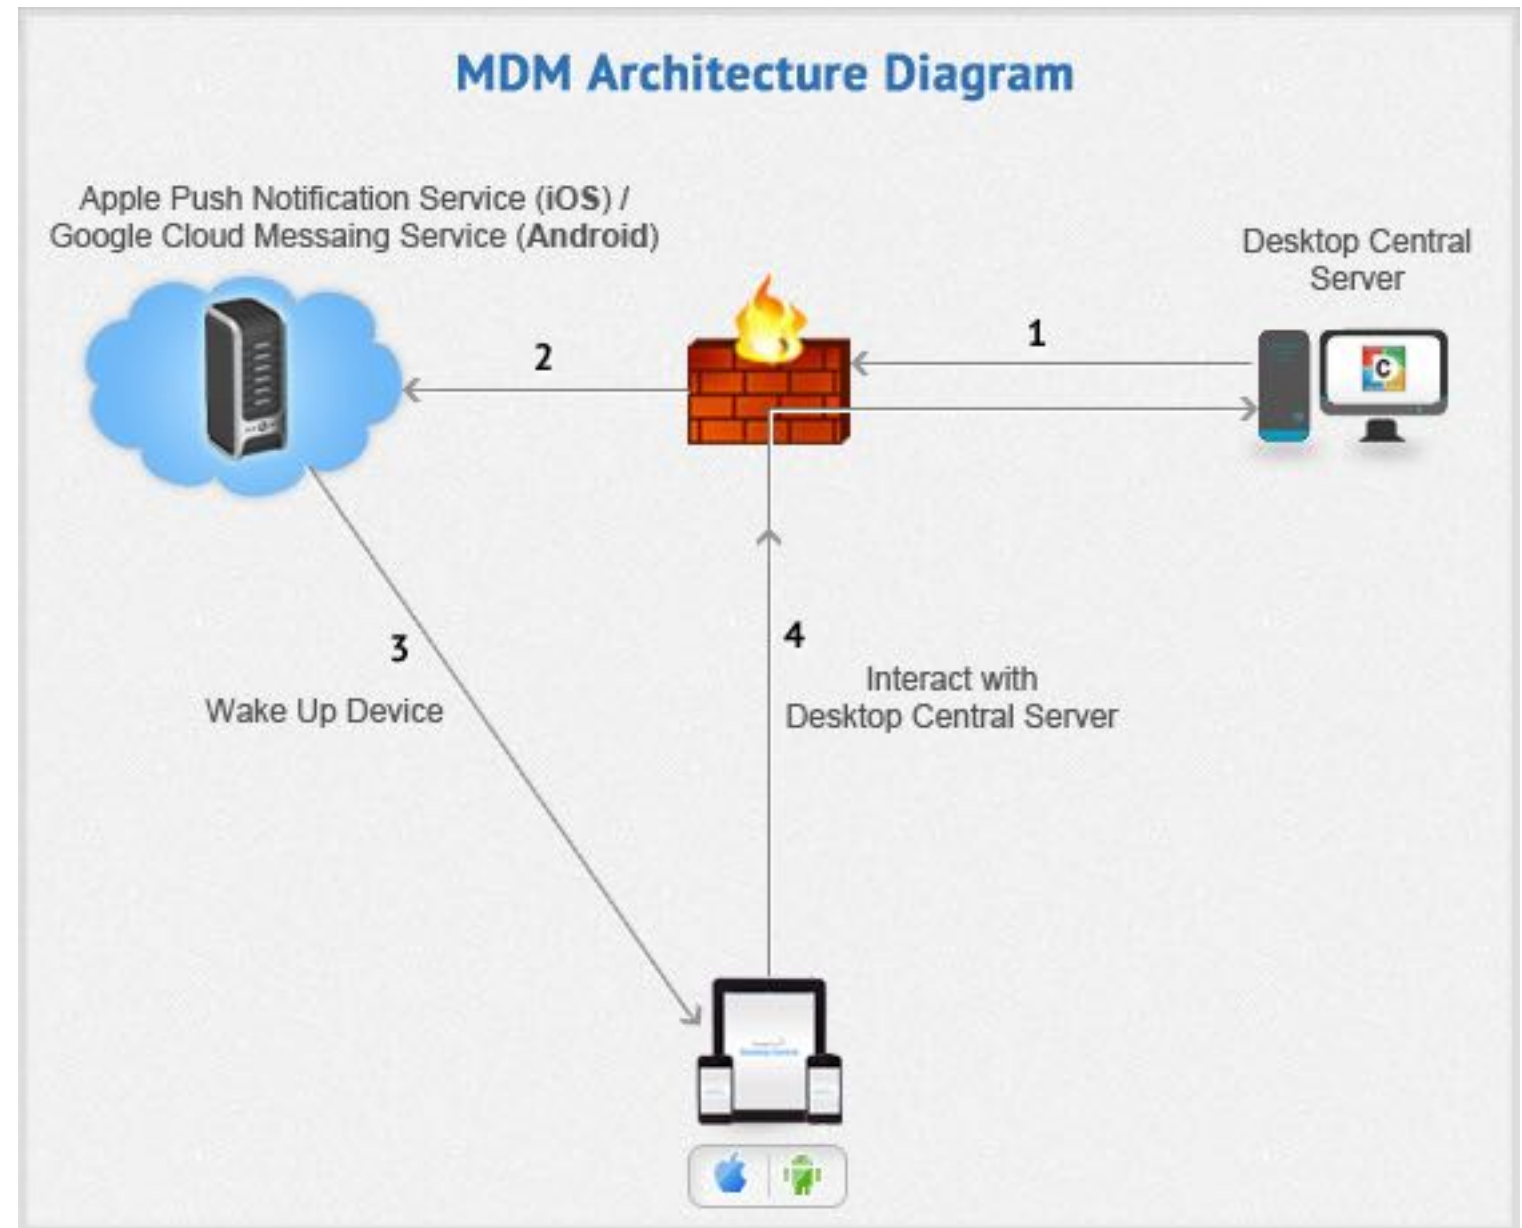 MDM Architecture Diagram
Apple Push Notification Service (iOS) /
Google Cloud Messaing Service (Android)
Desktop Central
Server
1
2
C
3
4
Wake Up Device
Interact with
Desktop Central Server